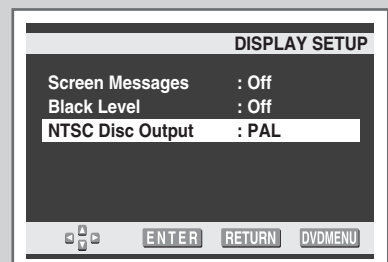 DISPLAY SETUP
Screen Messages : Off
Black Level : Off
NTSC Disc Output : PAL
ENTER RETURN DVDMENU